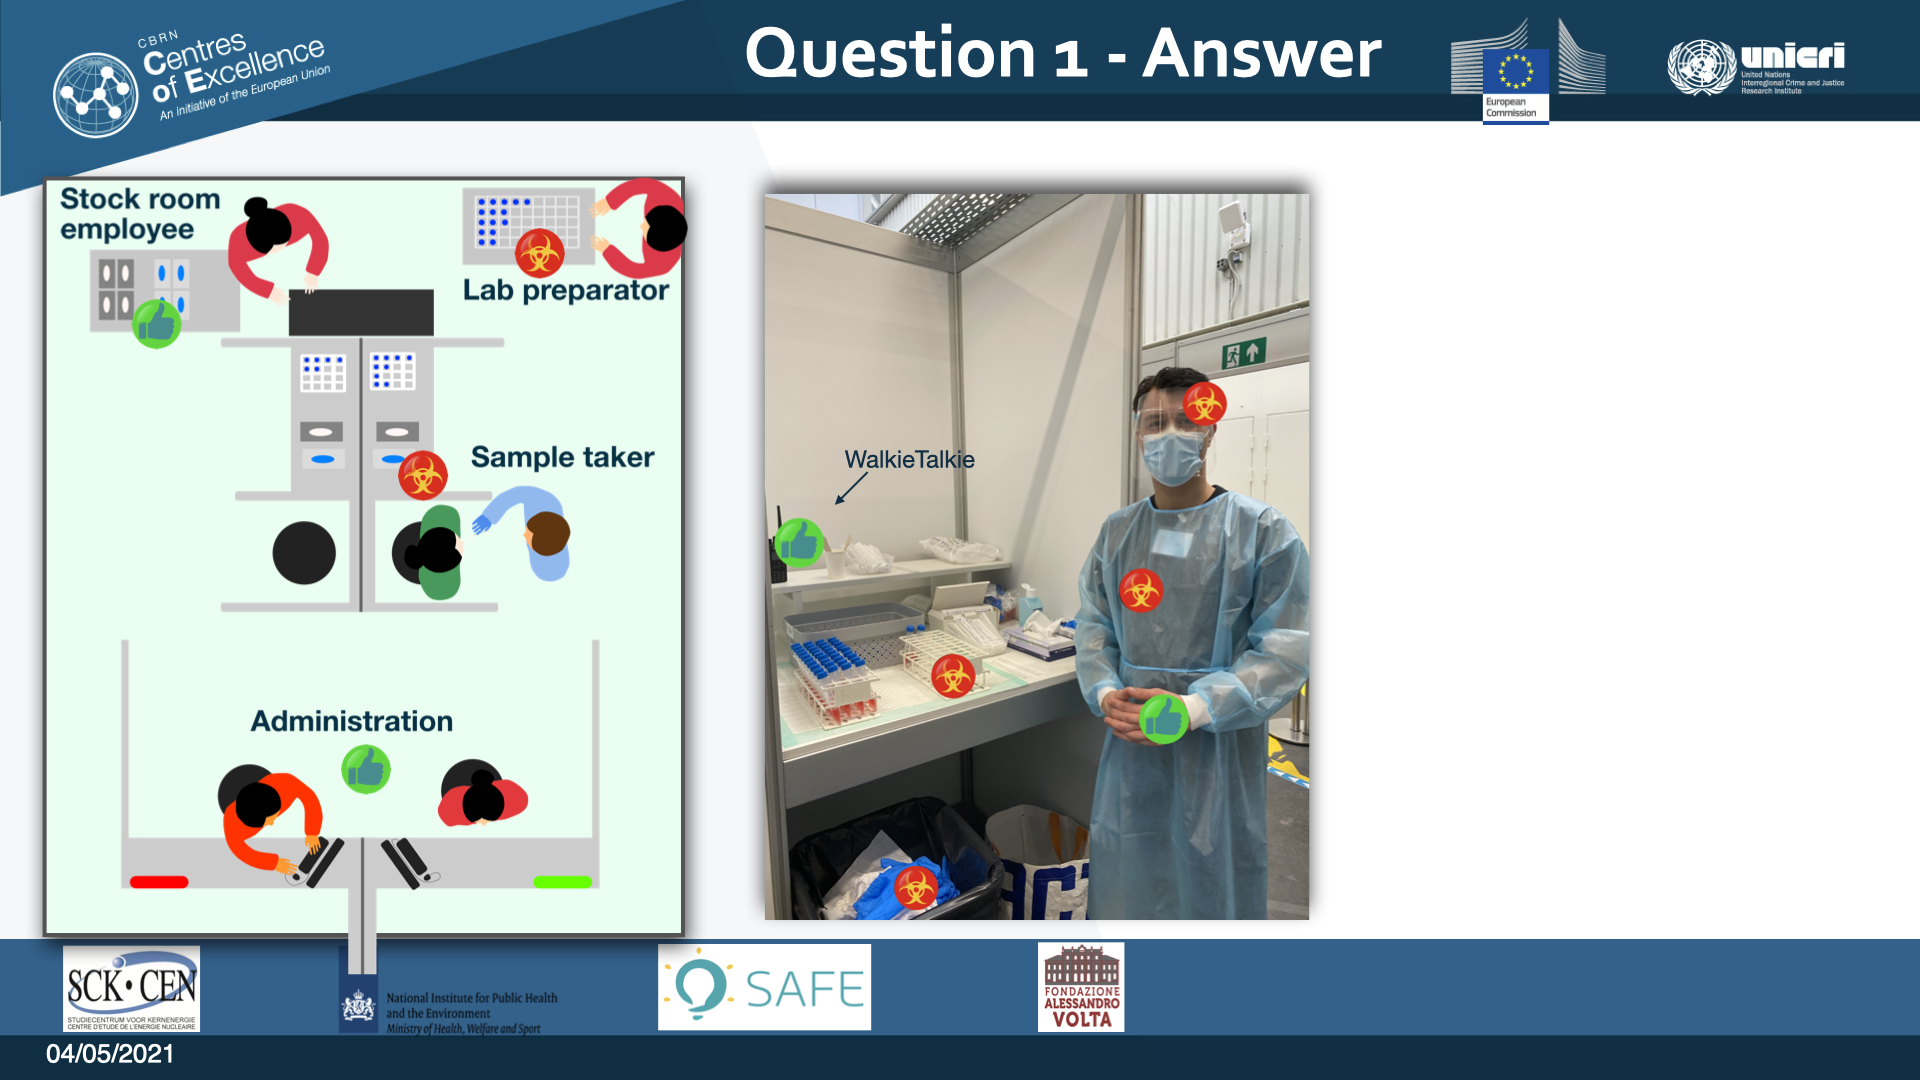 CBRN
Centres
of Excellence
An initiative of the European Union
Question 1 - Answer
European
Commission
unicri
United Nations
Interregional Crime and Justice
Research Institute
Stock room
employee
Lab preparator
Sample taker
Administration
WalkieTalkie
SCK•CEN
STUDIECENTRUM VOOR KERNENERGIE
CENTRE D'ETUDE DE L'ENERGIE NUCLEAIRE
National Institute for Public Health
and the Environment
Ministry of Health, Welfare and Sport
SAFE
FONDAZIONE
ALESSANDRO
VOLTA
04/05/2021